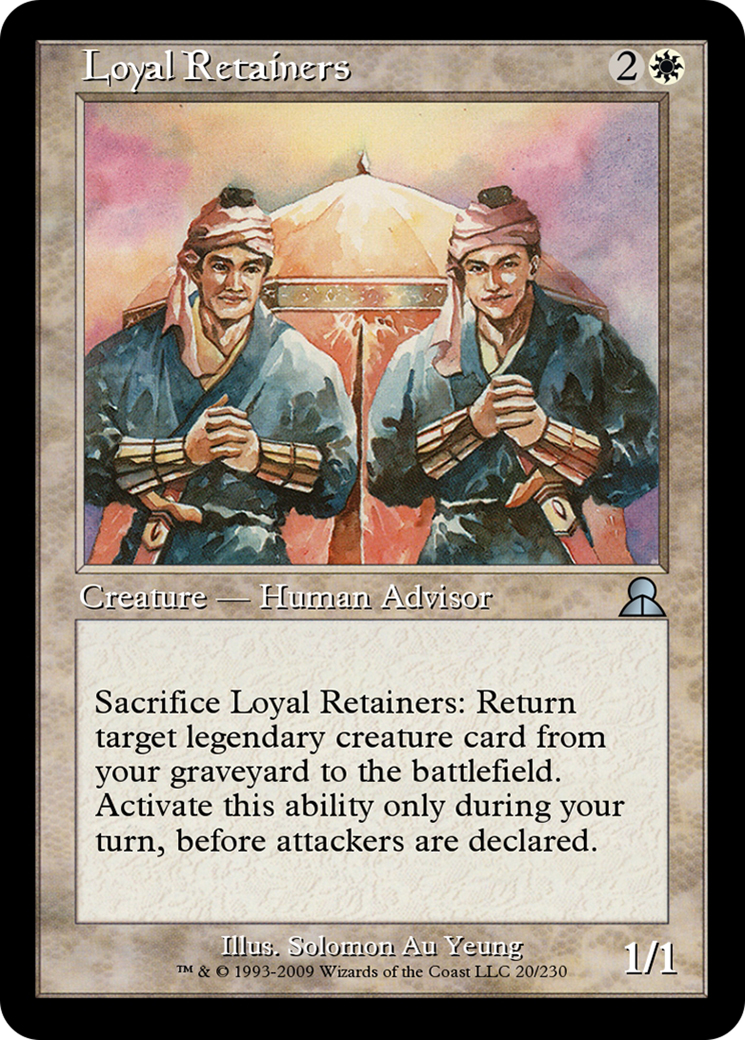 Loyal Retainers 2
Creature — Human Advisor
Sacrifice Loyal Retainers: Return
target legendary creature card from
your graveyard to the battlefield.
Activate this ability only during your
turn, before attackers are declared.
Illus. Solomon Au Yeung
™ & © 1993-2009 Wizards of the Coast LLC 20/230
1/1